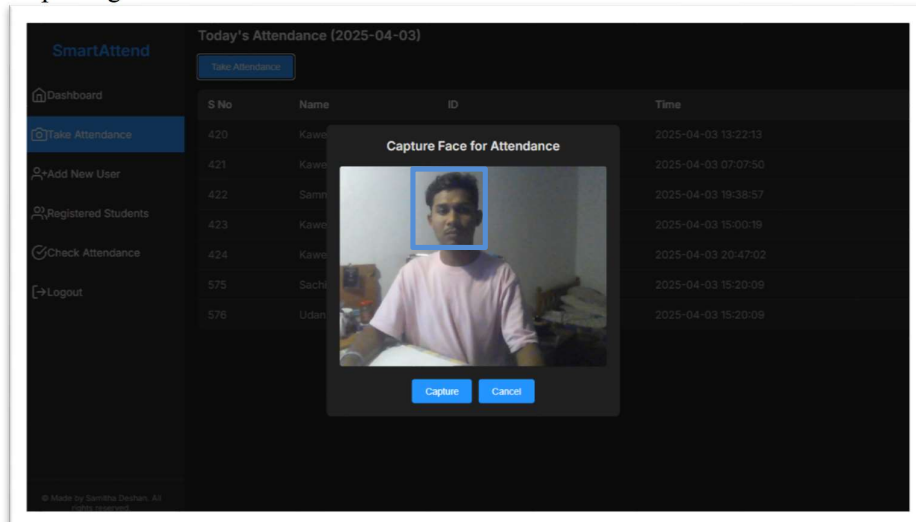 SmartAttend
Dashboard
Take Attendance
Add New User
Registered Students
Check Attendance
Logout
© Made by Samitha Deshan. All
rights reserved.
Today's Attendance (2025-04-03)
Take Attendance
S No Name ID Time
420 Kawe 2025-04-03 13:22:13
421 Kawe 2025-04-03 07:07:50
422 Samm 2025-04-03 19:38:57
423 Kawe 2025-04-03 15:00:19
424 Kawe 2025-04-03 20:47:02
575 Sachi 2025-04-03 15:20:09
576 Udan 2025-04-03 15:20:09
Capture Face for Attendance
Capture Cancel